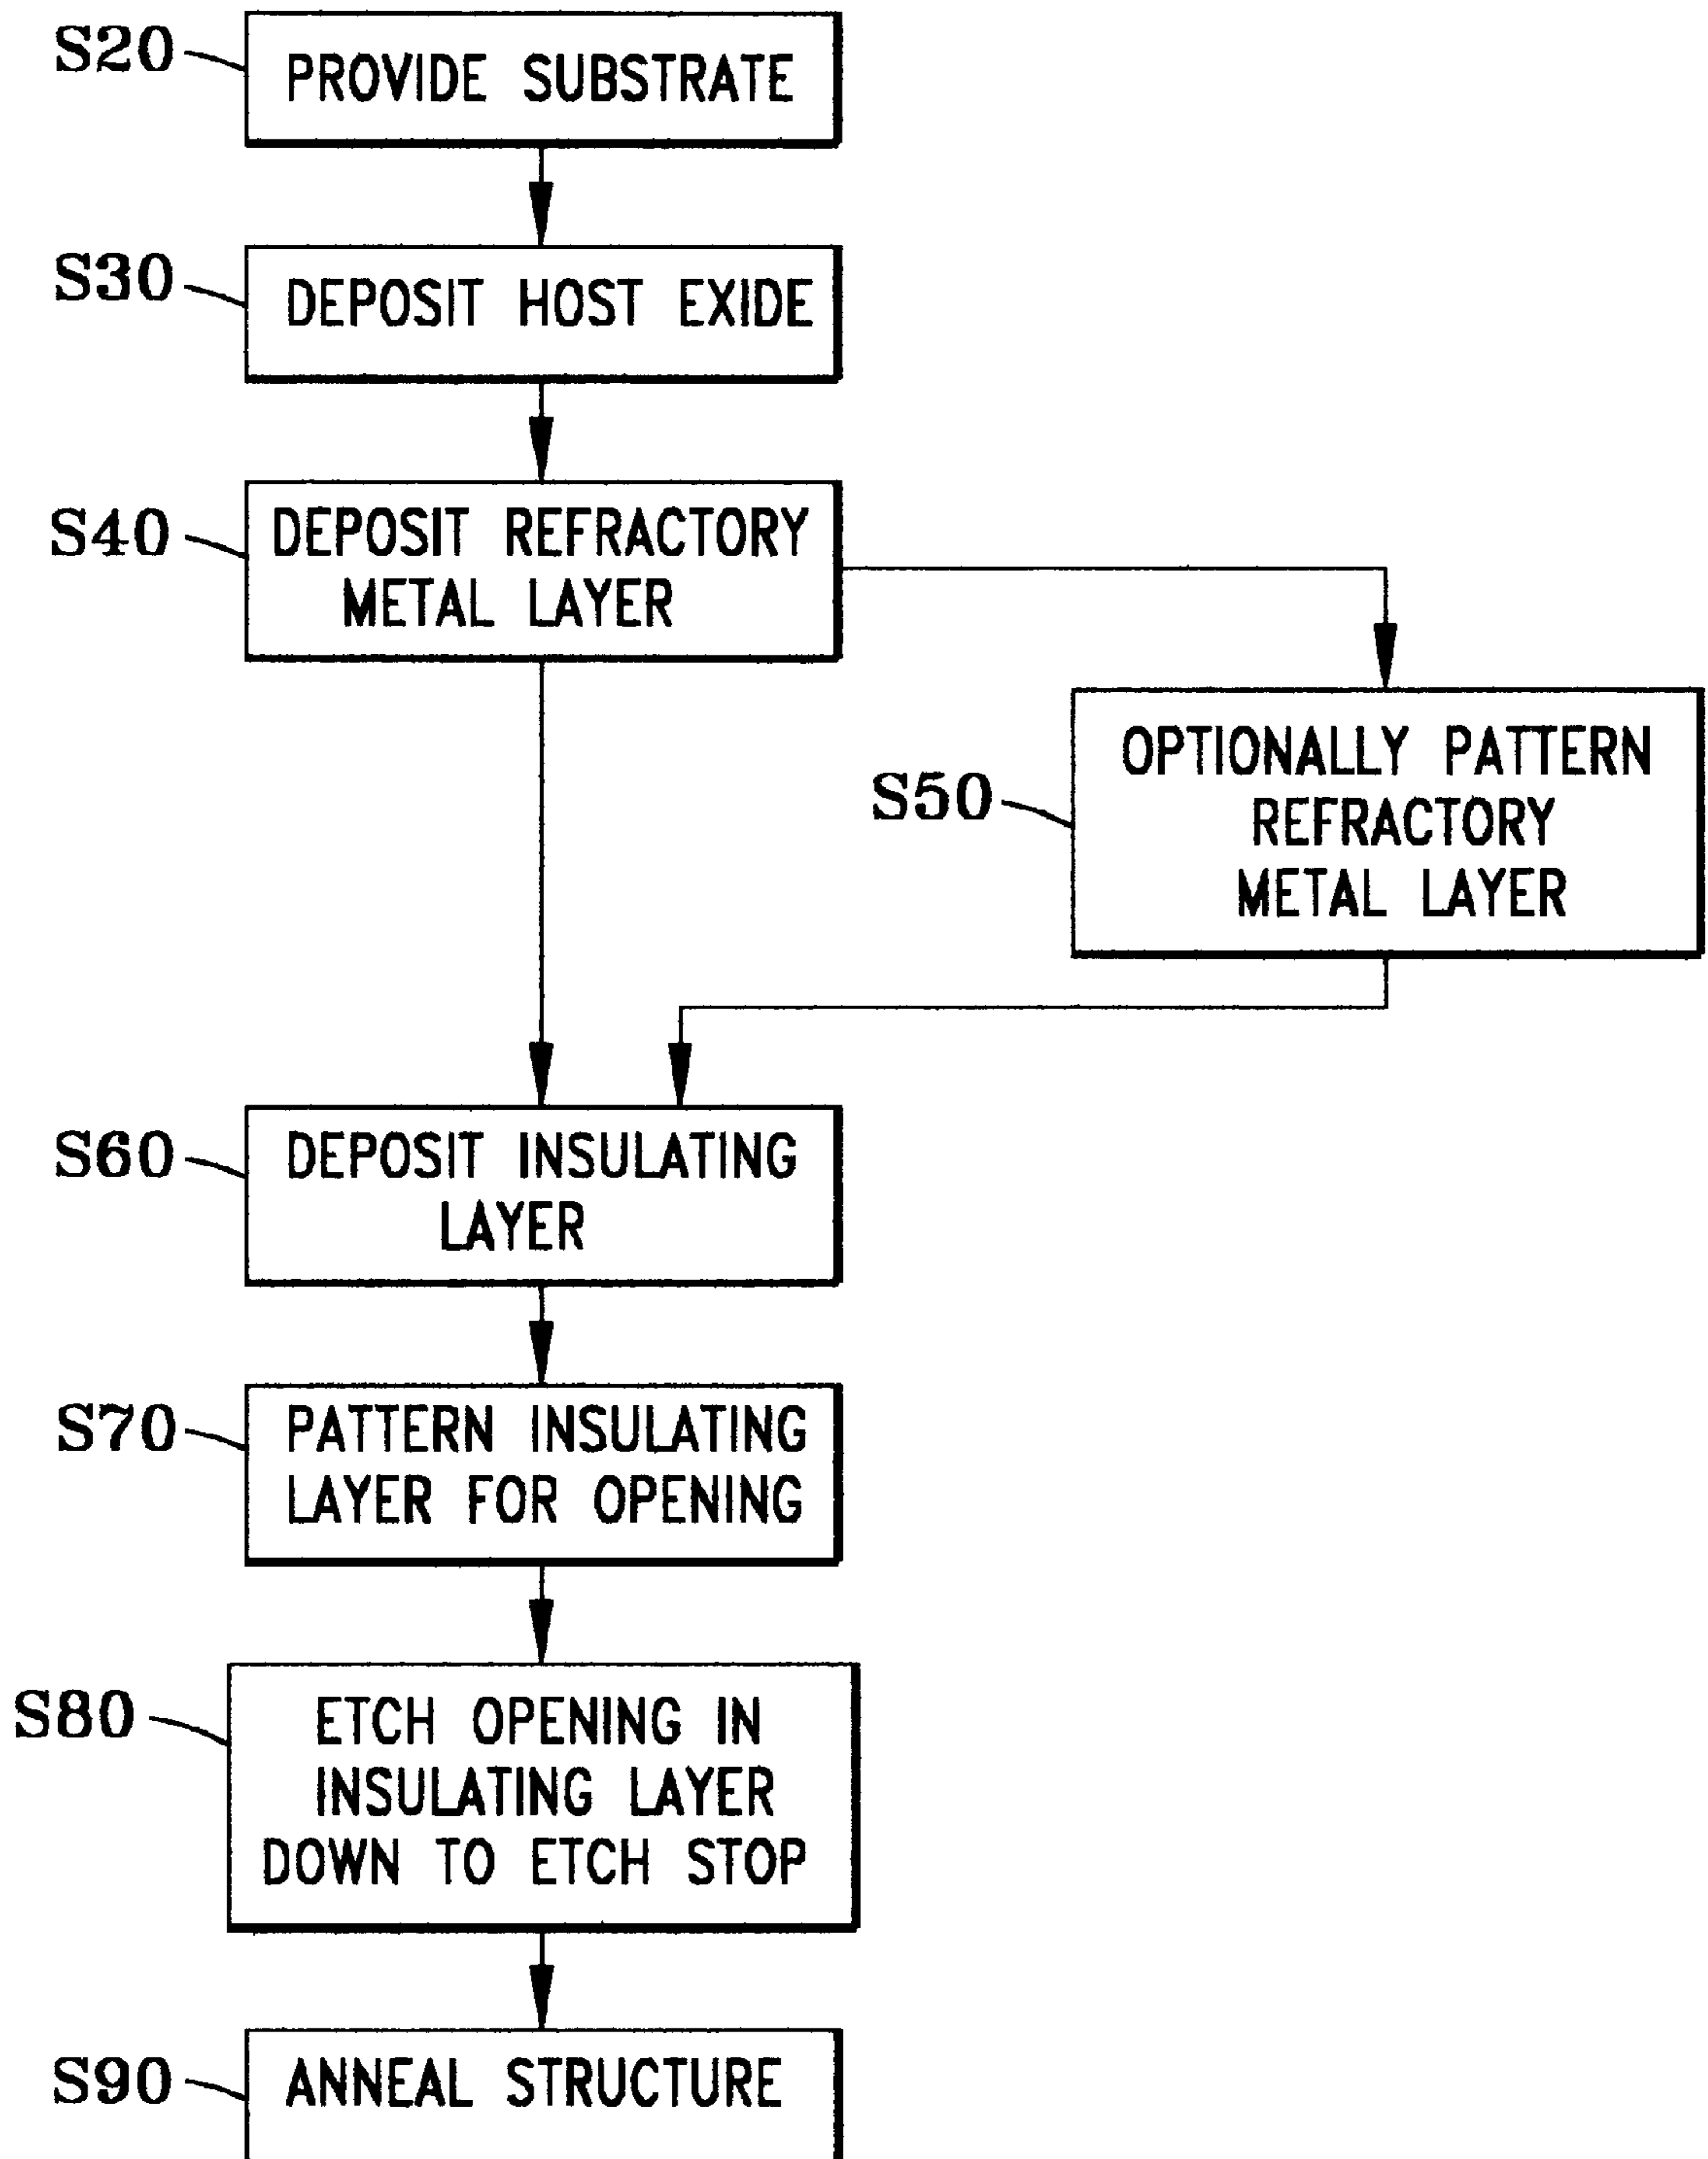 S20
PROVIDE SUBSTRATE
S30
DEPOSIT HOST EXIDE
S40
DEPOSIT REFRACTORY
METAL LAYER
S50
OPTIONALLY PATTERN
REFRACTORY
METAL LAYER
S60
DEPOSIT INSULATING
LAYER
S70
PATTERN INSULATING
LAYER FOR OPENING
S80
ETCH OPENING IN
INSULATING LAYER
DOWN TO ETCH STOP
S90
ANNEAL STRUCTURE